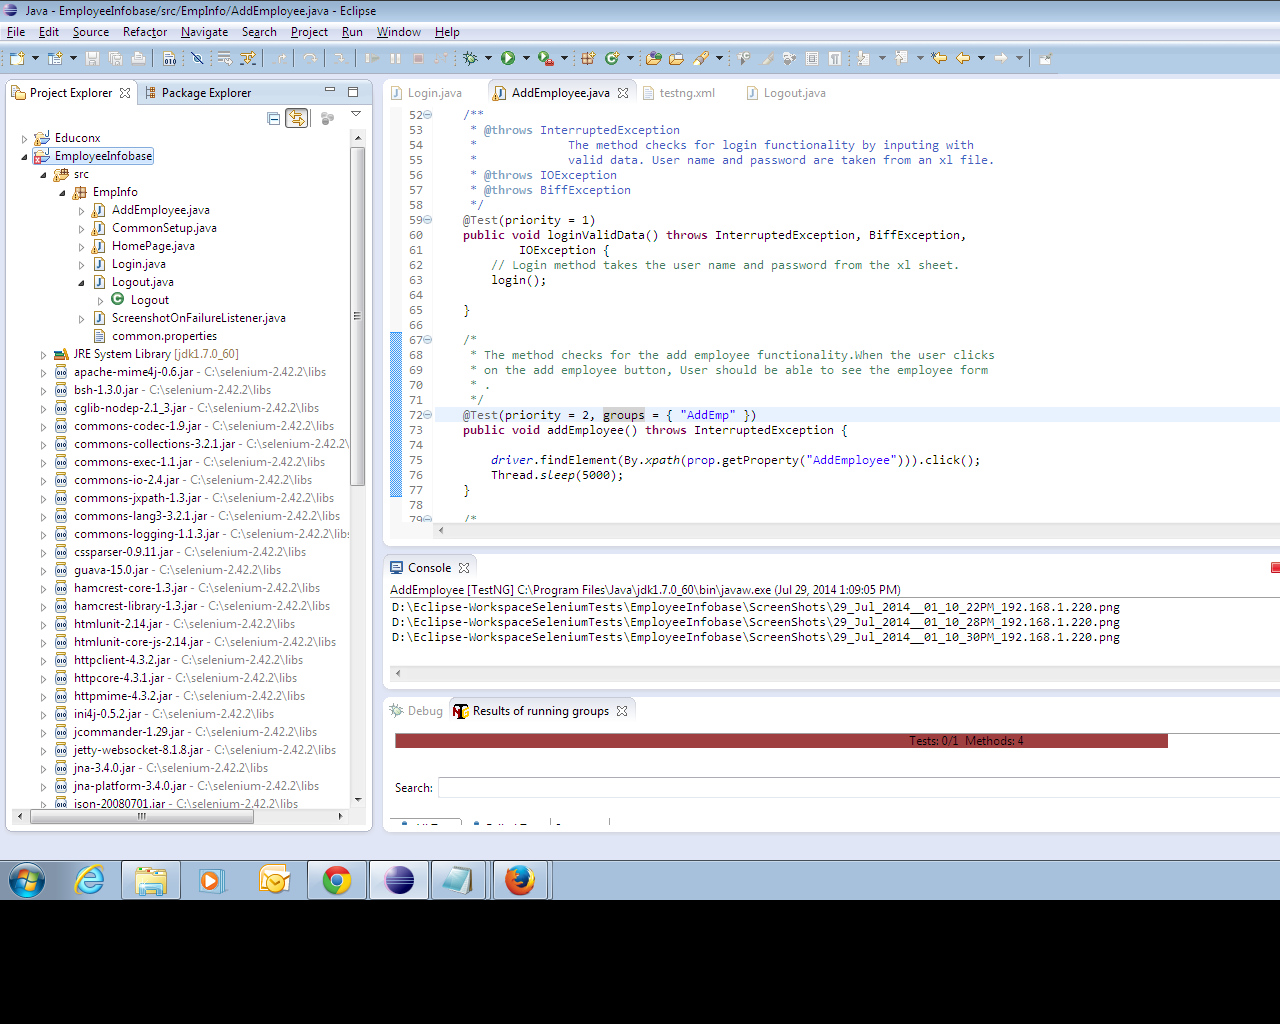 Java - EmployeeInfobase/src/EmpInfo/AddEmployee.java - Eclipse
File Edit Source Refactor Navigate Search Project Run Window Help
Project Explorer Package Explorer
Educonx
EmployeeInfobase
src
EmpInfo
AddEmployee.java
CommonSetup.java
HomePage.java
Login.java
Logout.java
Logout
ScreenshotOnFailureListener.java
common.properties
JRE System Library [jdk1.7.0_60]
apache-mime4j-0.6.jar - C:\selenium-2.42.2\libs
bsh-1.3.0.jar - C:\selenium-2.42.2\libs
cglib-nodep-2.1_3.jar - C:\selenium-2.42.2\libs
commons-codec-1.9.jar - C:\selenium-2.42.2\libs
commons-collections-3.2.1.jar - C:\selenium-2.42.2\libs
commons-exec-1.1.jar - C:\selenium-2.42.2\libs
commons-io-2.4.jar - C:\selenium-2.42.2\libs
commons-jxpath-1.3.jar - C:\selenium-2.42.2\libs
commons-lang3-3.2.1.jar - C:\selenium-2.42.2\libs
commons-logging-1.1.3.jar - C:\selenium-2.42.2\libs
cssparser-0.9.11.jar - C:\selenium-2.42.2\libs
guava-15.0.jar - C:\selenium-2.42.2\libs
hamcrest-core-1.3.jar - C:\selenium-2.42.2\libs
hamcrest-library-1.3.jar - C:\selenium-2.42.2\libs
htmlunit-2.14.jar - C:\selenium-2.42.2\libs
htmlunit-core-js-2.14.jar - C:\selenium-2.42.2\libs
httpclient-4.3.2.jar - C:\selenium-2.42.2\libs
httpcore-4.3.1.jar - C:\selenium-2.42.2\libs
httpmime-4.3.2.jar - C:\selenium-2.42.2\libs
ini4j-0.5.2.jar - C:\selenium-2.42.2\libs
jcommander-1.29.jar - C:\selenium-2.42.2\libs
jetty-websocket-8.1.8.jar - C:\selenium-2.42.2\libs
jna-3.4.0.jar - C:\selenium-2.42.2\libs
jna-platform-3.4.0.jar - C:\selenium-2.42.2\libs
json-20080701.jar - C:\selenium-2.42.2\libs
Login.java AddEmployee.java testng.xml Logout.java
52 /**
53 * @throws InterruptedException
54 * The method checks for login functionality by inputing with
55 * valid data. User name and password are taken from an xl file.
56 * @throws IOException
57 * @throws BiffException
58 */
59 @Test(priority = 1)
60 public void loginValidData() throws InterruptedException, BiffException,
61 IOException {
62 // Login method takes the user name and password from the xl sheet.
63 login();
64
65 }
66
67 /*
68 * The method checks for the add employee functionality.When the user clicks
69 * on the add employee button, User should be able to see the employee form
70 * .
71 */
72 @Test(priority = 2, groups = { "AddEmp" })
73 public void addEmployee() throws InterruptedException {
74
75 driver.findElement(By.xpath(prop.getProperty("AddEmployee"))).click();
76 Thread.sleep(5000);
77 }
78
79 /*
Console
AddEmployee [TestNG] C:\Program Files\Java\jdk1.7.0_60\bin\javaw.exe (Jul 29, 2014 1:09:05 PM)
D:\Eclipse-WorkspaceSeleniumTests\EmployeeInfobase\ScreenShots\29_Jul_2014__01_10_22PM_192.168.1.220.png
D:\Eclipse-WorkspaceSeleniumTests\EmployeeInfobase\ScreenShots\29_Jul_2014__01_10_28PM_192.168.1.220.png
D:\Eclipse-WorkspaceSeleniumTests\EmployeeInfobase\ScreenShots\29_Jul_2014__01_10_30PM_192.168.1.220.png
Debug Results of running groups
Tests: 0/1 Methods: 4
Search: